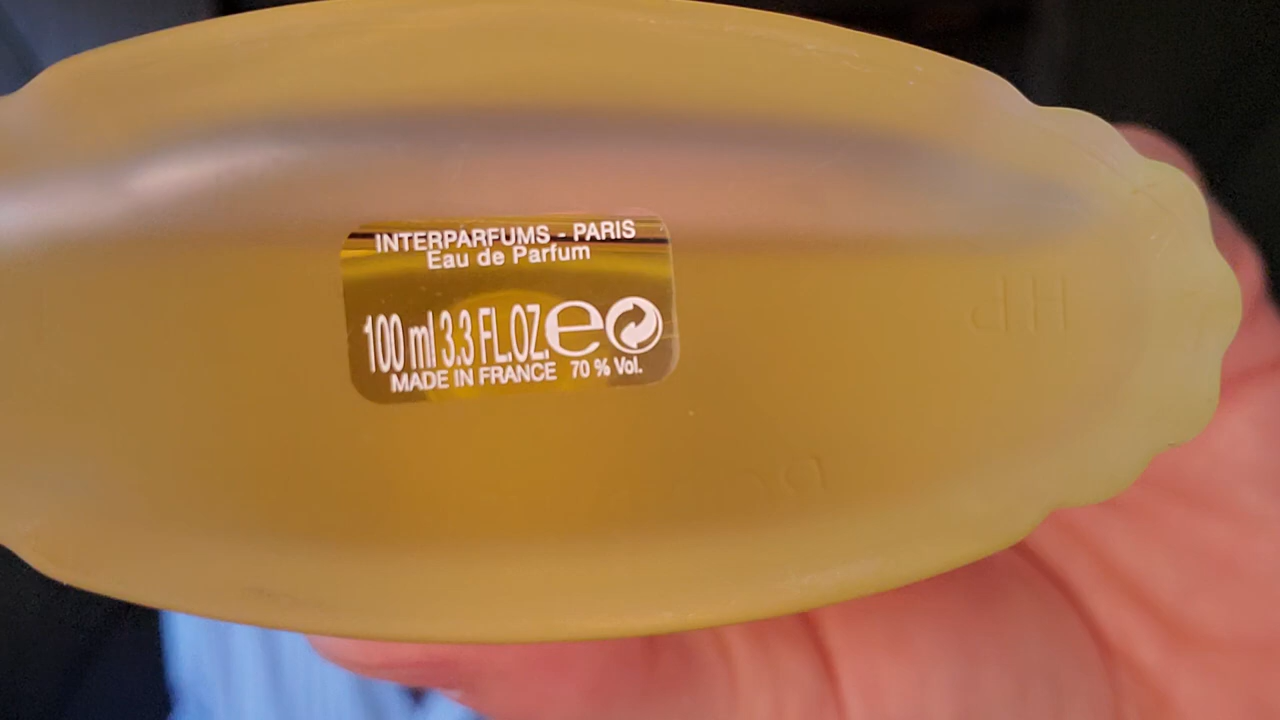 INTERPARFUMS - PARIS
Eau de Parfum
100 ml 3.3 FL.OZ. e
MADE IN FRANCE 70 % Vol.